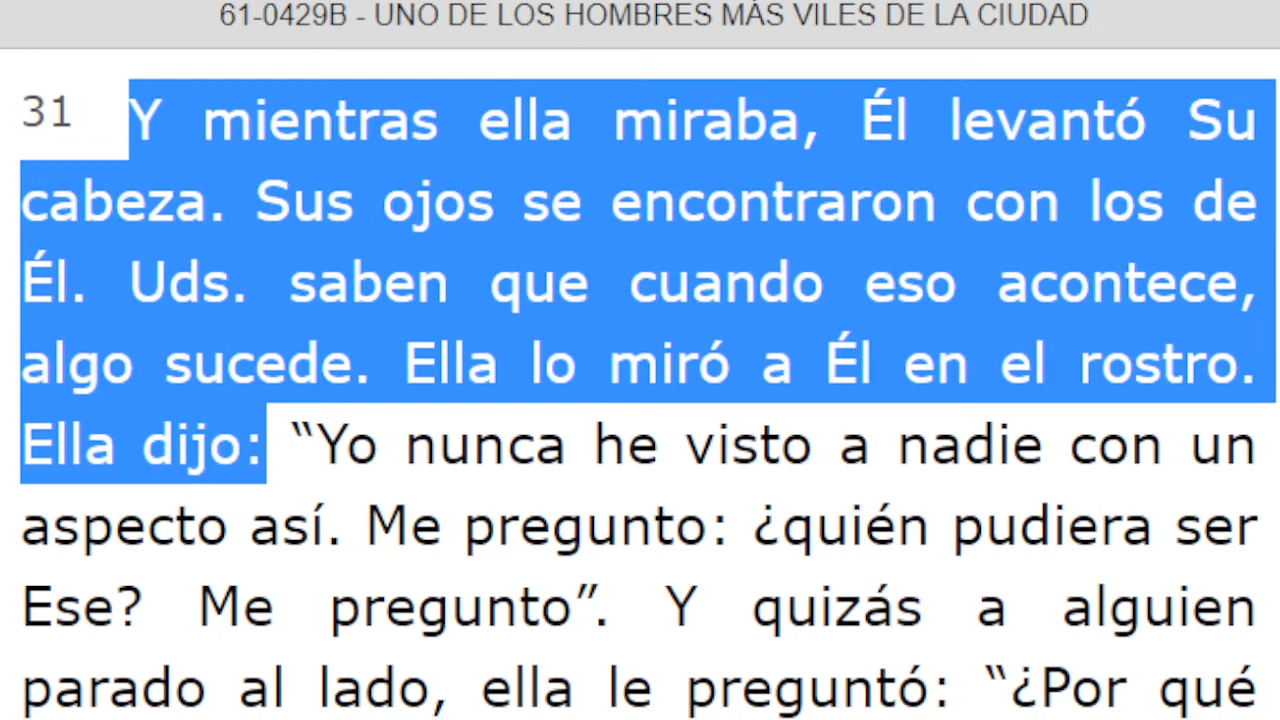 61-0429B - UNO DE LOS HOMBRES MÁS VILES DE LA CIUDAD
31 Y mientras ella miraba, Él levantó Su
cabeza. Sus ojos se encontraron con los de
Él. Uds. saben que cuando eso acontece,
algo sucede. Ella lo miró a Él en el rostro.
Ella dijo: “Yo nunca he visto a nadie con un
aspecto así. Me pregunto: ¿quién pudiera ser
Ese? Me pregunto”. Y quizás a alguien
parado al lado, ella le preguntó: “¿Por qué